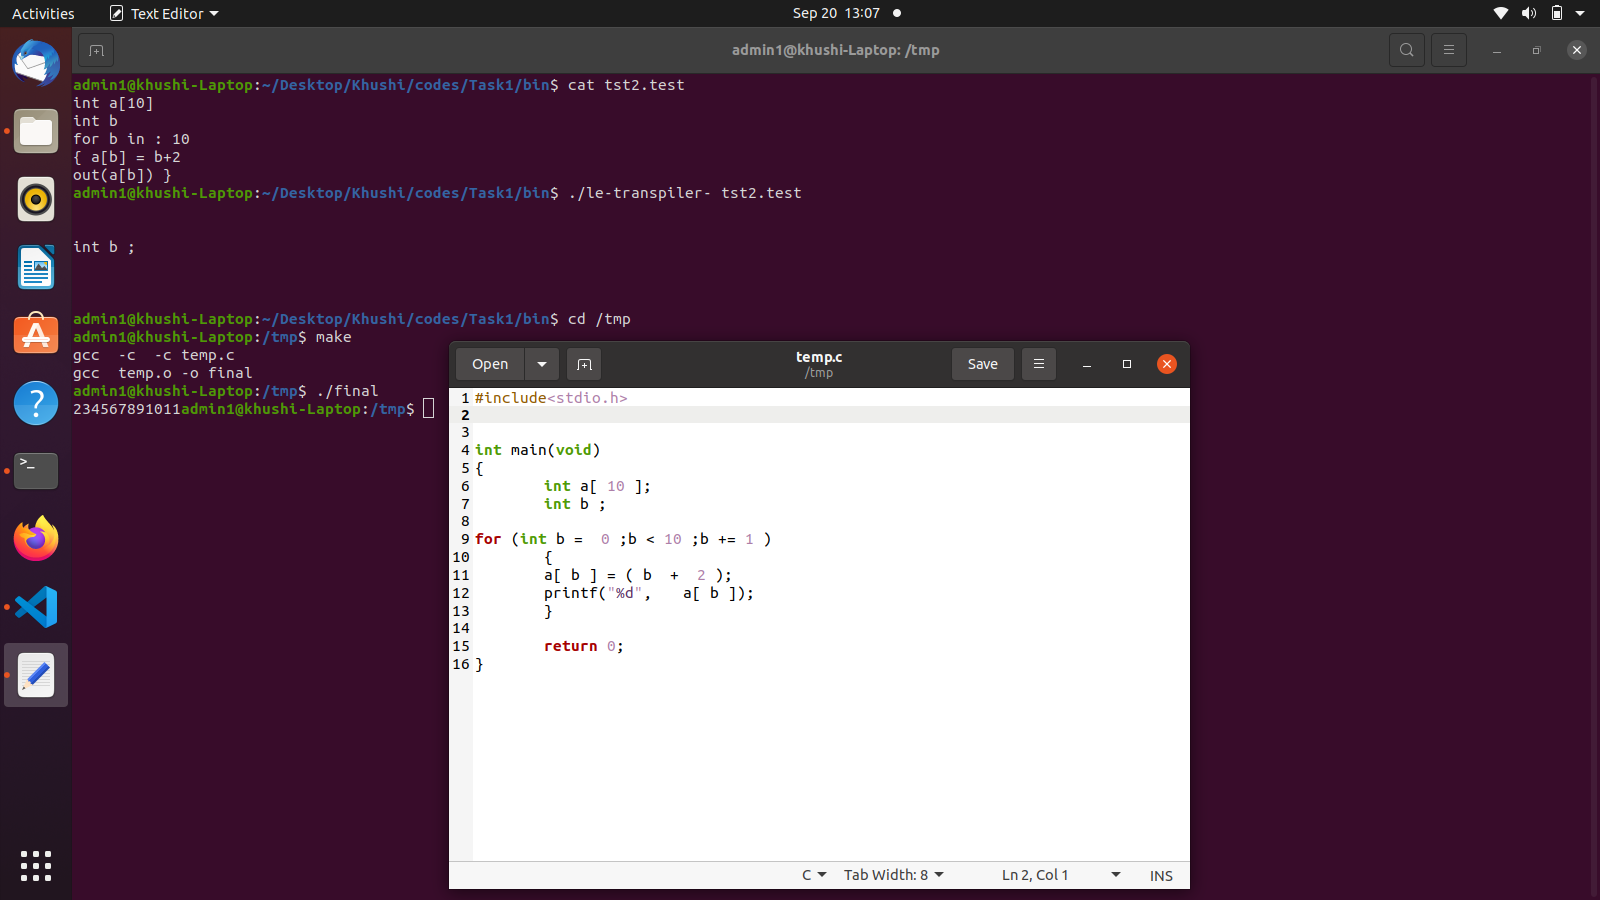 Activities Text Editor Sep 20 13:07
admin1@khushi-Laptop: /tmp
admin1@khushi-Laptop:~/Desktop/Khushi/codes/Task1/bin$ cat tst2.test
int a[10]
int b
for b in : 10
{ a[b] = b+2
out(a[b]) }
admin1@khushi-Laptop:~/Desktop/Khushi/codes/Task1/bin$ ./le-transpiler- tst2.test
int b ;
admin1@khushi-Laptop:~/Desktop/Khushi/codes/Task1/bin$ cd /tmp
admin1@khushi-Laptop:/tmp$ make
gcc  -c  -c temp.c
gcc  temp.o -o final
admin1@khushi-Laptop:/tmp$ ./final
234567891011admin1@khushi-Laptop:/tmp$
Open temp.c Save
/tmp
1 #include<stdio.h>
2
3
4 int main(void)
5 {
6         int a[ 10 ];
7         int b ;
8
9 for (int b =  0 ;b < 10 ;b += 1 )
10         {
11         a[ b ] = ( b  +  2 );
12         printf("%d",   a[ b ]);
13         }
14
15         return 0;
16 }
C Tab Width: 8 Ln 2, Col 1 INS